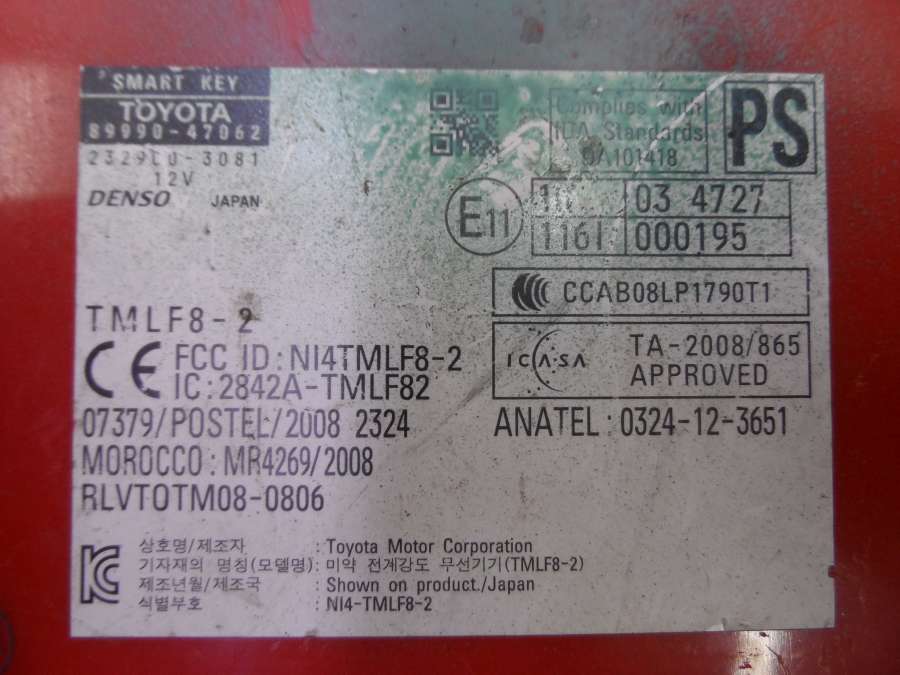 SMART KEY
TOYOTA
89990-47062
2329L0-3081
12V
DENSO JAPAN
Complies with
IDA Standards
DA101418
PS
E11
03 4727
116I 000195
CCAB08LP1790T1
ICASA TA-2008/865
APPROVED
TMLF8-2
CE FCC ID: NI4TMLF8-2
IC: 2842A-TMLF82
07379/POSTEL/2008 2324
ANATEL: 0324-12-3651
MOROCCO: MR4269/2008
RLVTOTM08-0806
상호명/제조자 : Toyota Motor Corporation
기자재의 명칭(모델명) : 미약 전계강도 무선기기(TMLF8-2)
제조년월/제조국 : Shown on product./Japan
식별부호 : NI4-TMLF8-2